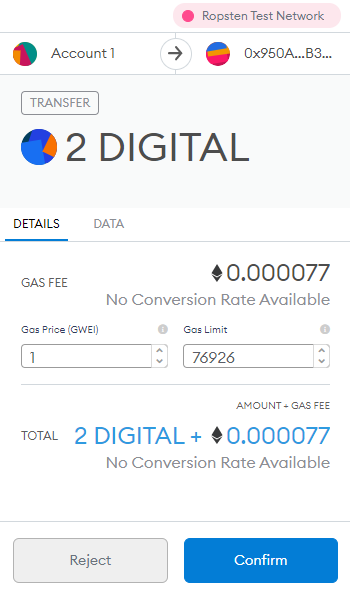 Ropsten Test Network
Account 1
0x950A...B3...
TRANSFER
2 DIGITAL
DETAILS
DATA
GAS FEE
0.000077
No Conversion Rate Available
Gas Price (GWEI)
Gas Limit
1
76926
AMOUNT + GAS FEE
TOTAL
2 DIGITAL + 0.000077
No Conversion Rate Available
Reject
Confirm